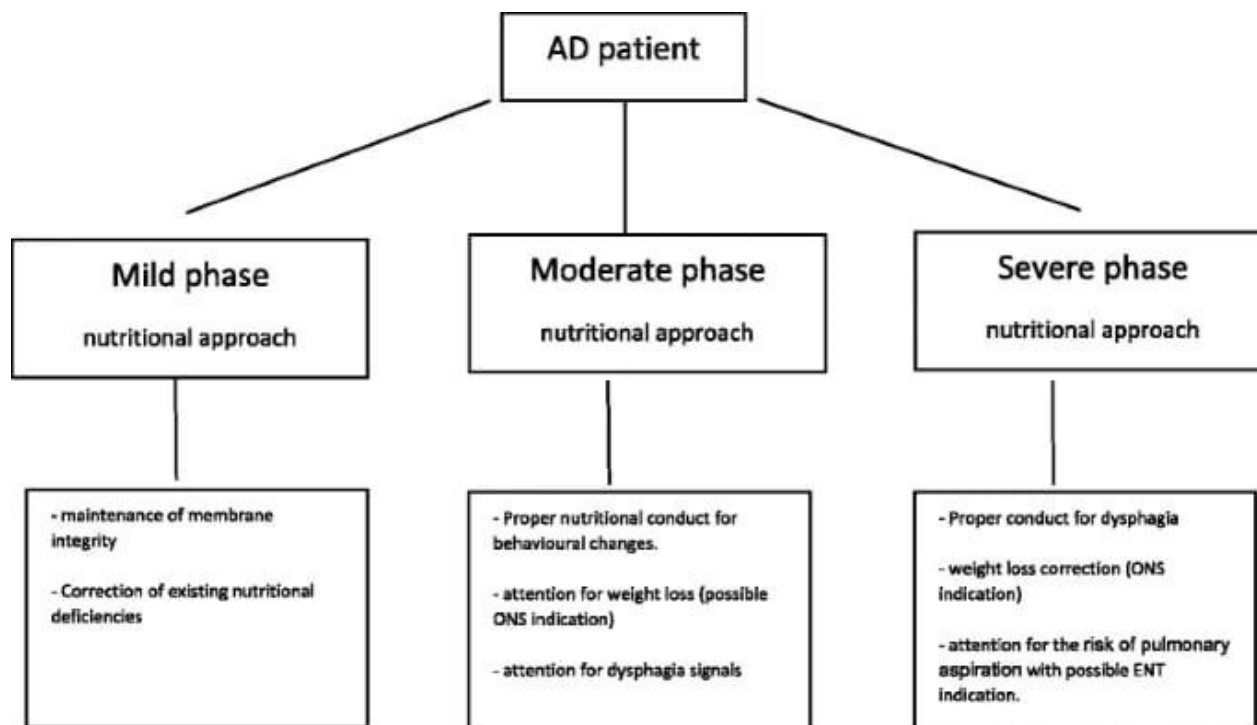 AD patient
Mild phase
nutritional approach
Moderate phase
nutritional approach
Severe phase
nutritional approach
- maintenance of membrane
integrity
- Correction of existing nutritional
deficiencies
- Proper nutritional conduct for
behavioural changes.
- attention for weight loss (possible
ONS indication)
- attention for dysphagia signals
- Proper conduct for dysphagia
- weight loss correction (ONS
indication)
- attention for the risk of pulmonary
aspiration with possible ENT
indication.